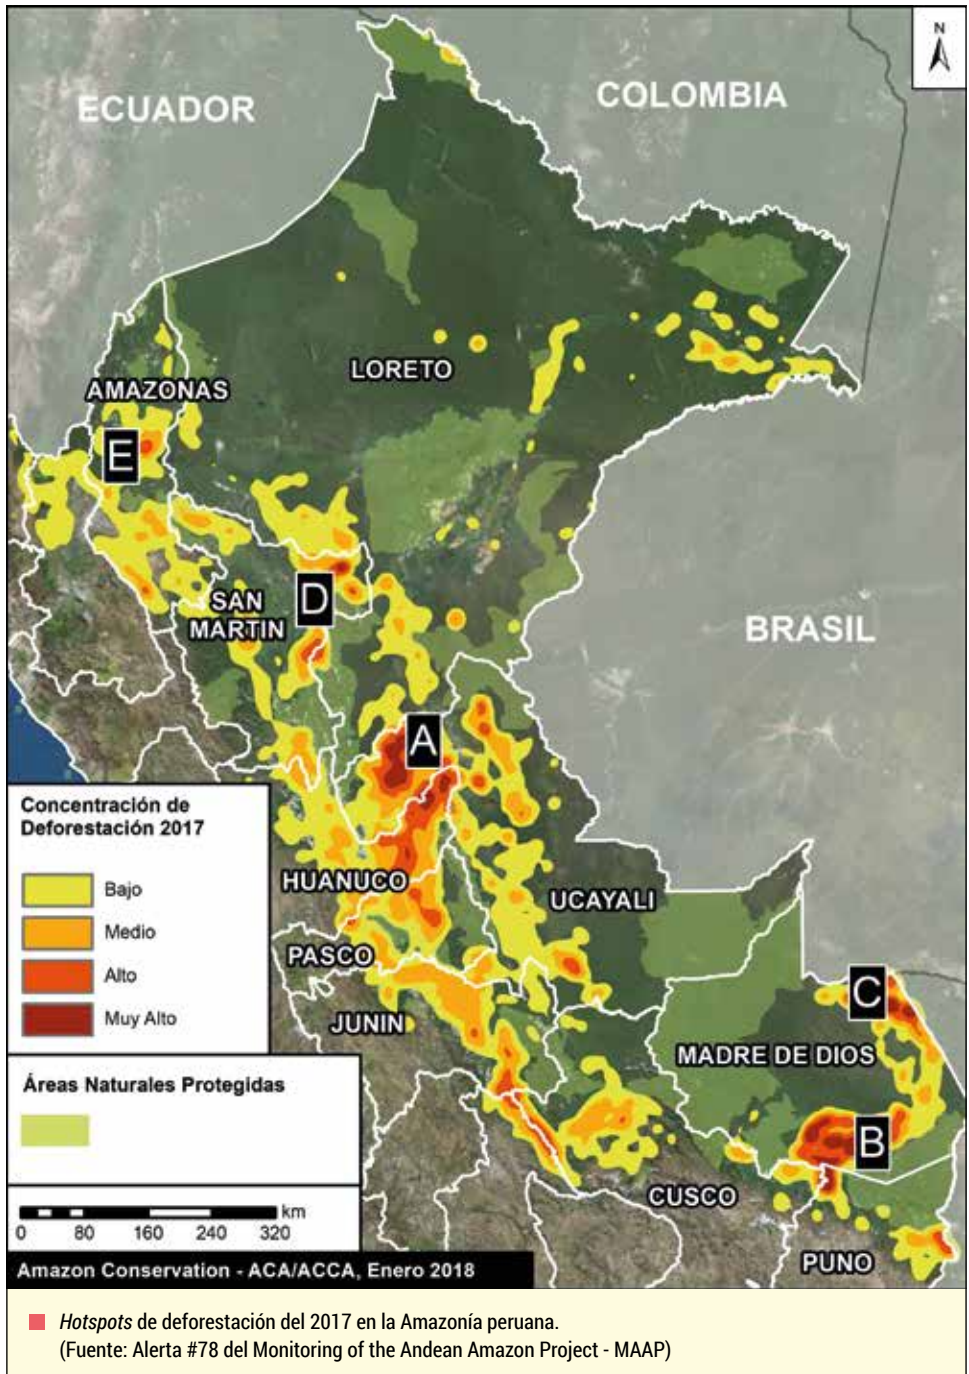 N
ECUADOR
COLOMBIA
LORETO
AMAZONAS
E
D
SAN
MARTIN
BRASIL
A
Concentración de
Deforestación 2017
Bajo
Medio
Alto
Muy Alto
HUANUCO
UCAYALI
PASCO
JUNIN
C
MADRE DE DIOS
B
CUSCO
PUNO
Áreas Naturales Protegidas
km
0 80 160 240 320
Amazon Conservation - ACA/ACCA, Enero 2018
Hotspots de deforestación del 2017 en la Amazonía peruana.
(Fuente: Alerta #78 del Monitoring of the Andean Amazon Project - MAAP)